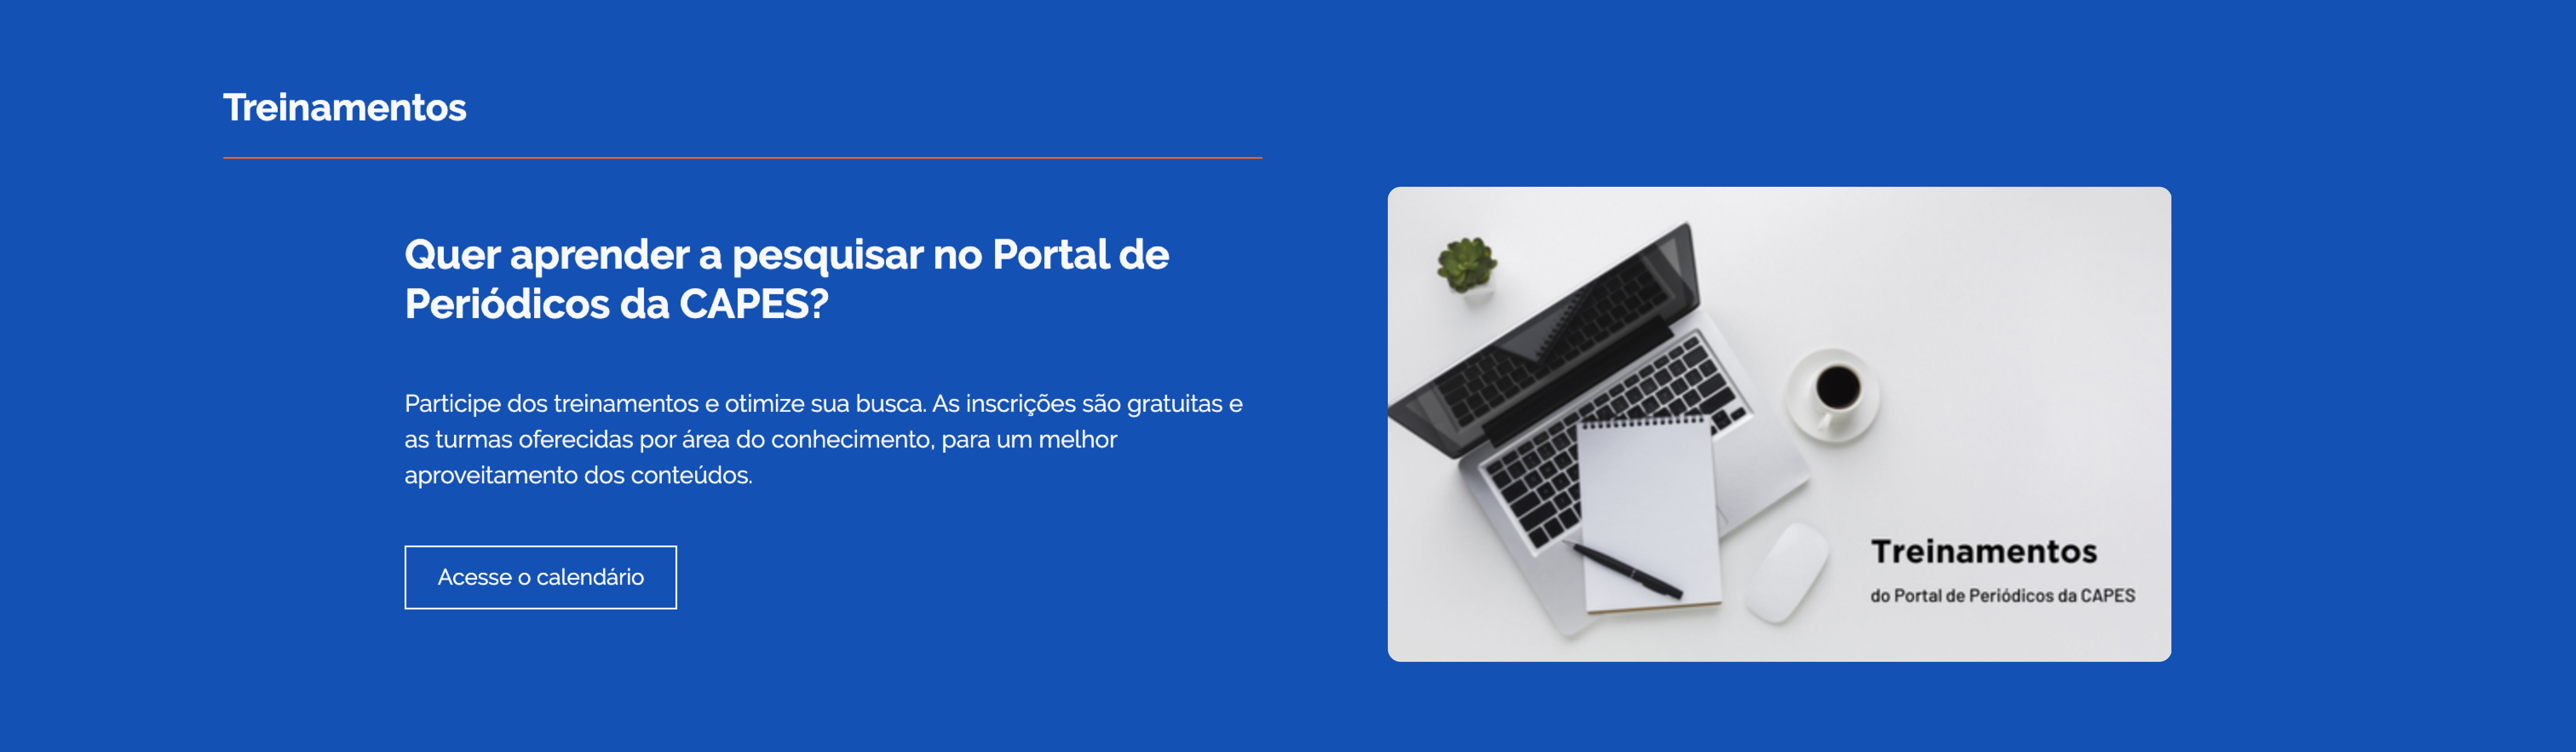 Treinamentos
Quer aprender a pesquisar no Portal de
Periódicos da CAPES?
Participe dos treinamentos e otimize sua busca. As inscrições são gratuitas e
as turmas oferecidas por área do conhecimento, para um melhor
aproveitamento dos conteúdos.
Acesse o calendário
Treinamentos
do Portal de Periódicos da CAPES